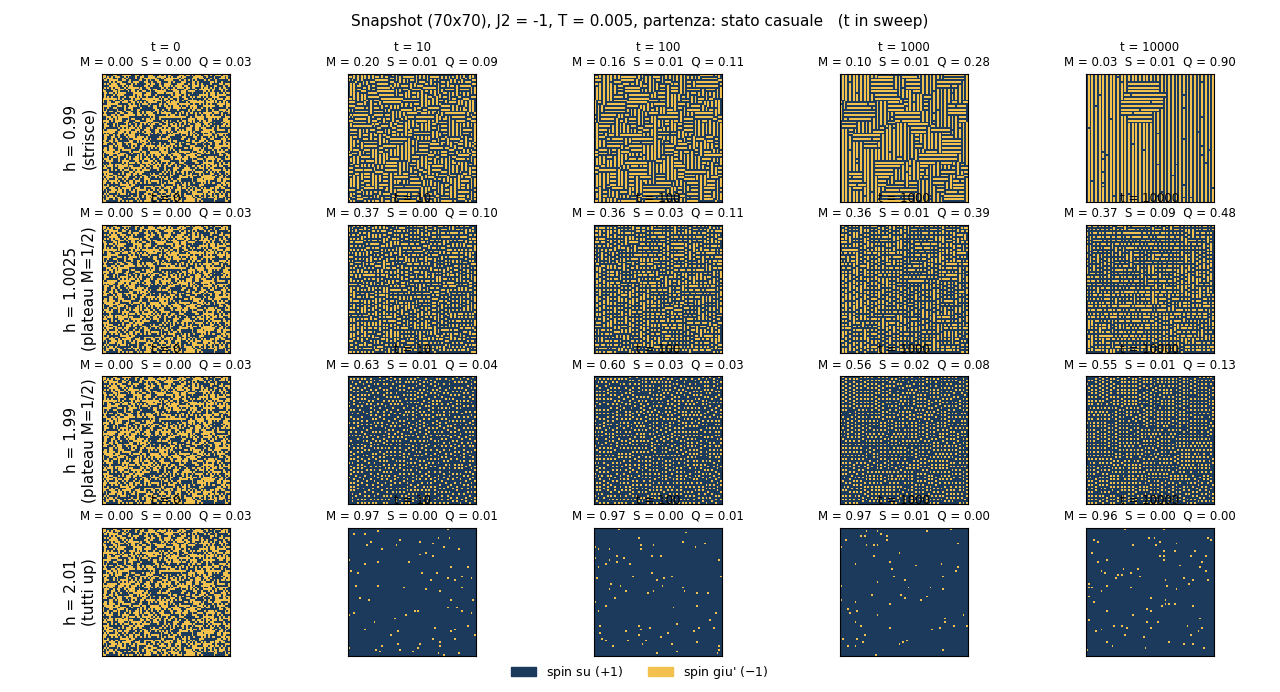 Snapshot (70x70), J2 = -1, T = 0.005, partenza: stato casuale (t in sweep)
t = 0
M = 0.00 S = 0.00 Q = 0.03
t = 10
M = 0.20 S = 0.01 Q = 0.09
t = 100
M = 0.16 S = 0.01 Q = 0.11
t = 1000
M = 0.10 S = 0.01 Q = 0.28
t = 10000
M = 0.03 S = 0.01 Q = 0.90
h = 0.99
(strisce)
M = 0.00 S = 0.00 Q = 0.03
M = 0.37 S = 0.00 Q = 0.10
M = 0.36 S = 0.03 Q = 0.11
M = 0.36 S = 0.01 Q = 0.39
t = 10000
M = 0.37 S = 0.09 Q = 0.48
h = 1.0025
(plateau M=1/2)
M = 0.00 S = 0.00 Q = 0.03
M = 0.63 S = 0.01 Q = 0.04
M = 0.60 S = 0.03 Q = 0.03
M = 0.56 S = 0.02 Q = 0.08
M = 0.55 S = 0.01 Q = 0.13
h = 1.99
(plateau M=1/2)
M = 0.00 S = 0.00 Q = 0.03
M = 0.97 S = 0.00 Q = 0.01
M = 0.97 S = 0.00 Q = 0.01
M = 0.97 S = 0.01 Q = 0.00
M = 0.96 S = 0.00 Q = 0.00
h = 2.01
(tutti up)
spin su (+1)
spin giu' (−1)